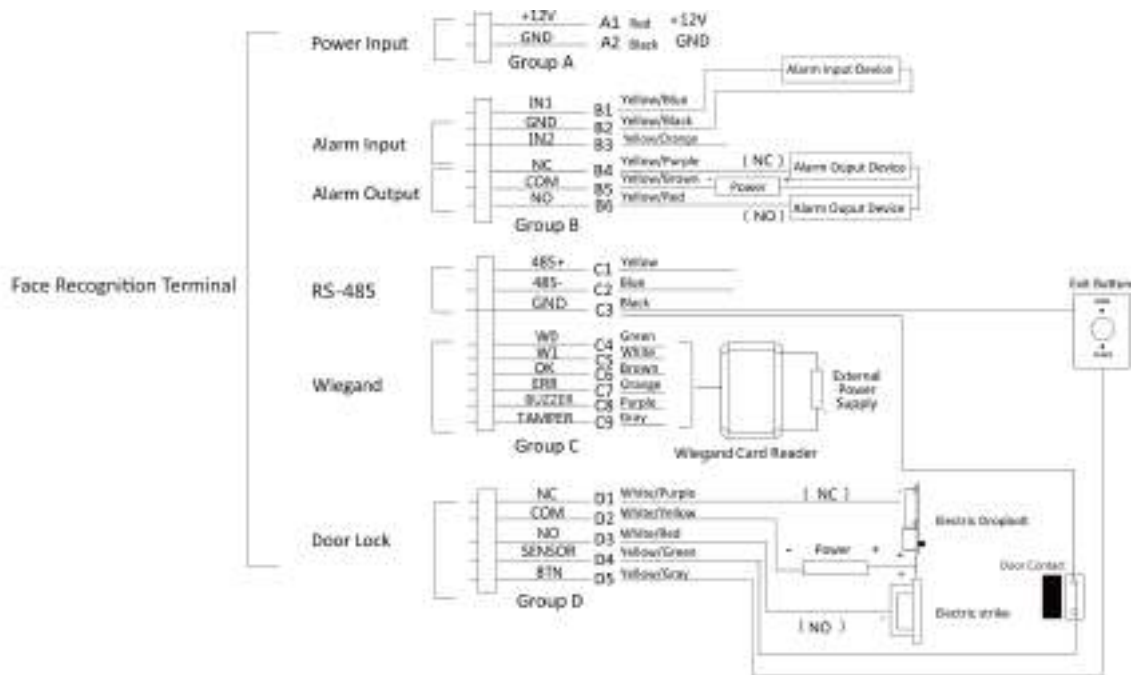 +12V A1 Red +12V
Power Input GND A2 Black GND
Group A
Alarm Input Device
IN1 B1 Yellow/Blue
GND B2 Yellow/Black
Alarm Input IN2 B3 Yellow/Orange
NC B4 Yellow/Purple ( NC ) Alarm Ouput Device
Alarm Output COM B5 Yellow/Brown - Power +
NO B6 Yellow/Red ( NO ) Alarm Ouput Device
Group B
Face Recognition Terminal
RS-485
485+ C1 Yellow
485- C2 Blue
GND C3 Black
Exit Button
Wiegand
W0 C4 Green
W1 C5 White
OK C6 Brown
ERR C7 Orange
BUZZER C8 Purple
TAMPER C9 Gray
External
Power
Supply
Group C
Wiegand Card Reader
Door Lock
NC D1 White/Purple ( NC )
COM D2 White/Yellow
Electric Dropbolt
NO D3 White/Red
- Power +
SENSOR D4 Yellow/Green
Door Contact
BTN D5 Yellow/Gray
+
+
Group D
Electric strike
( NO )